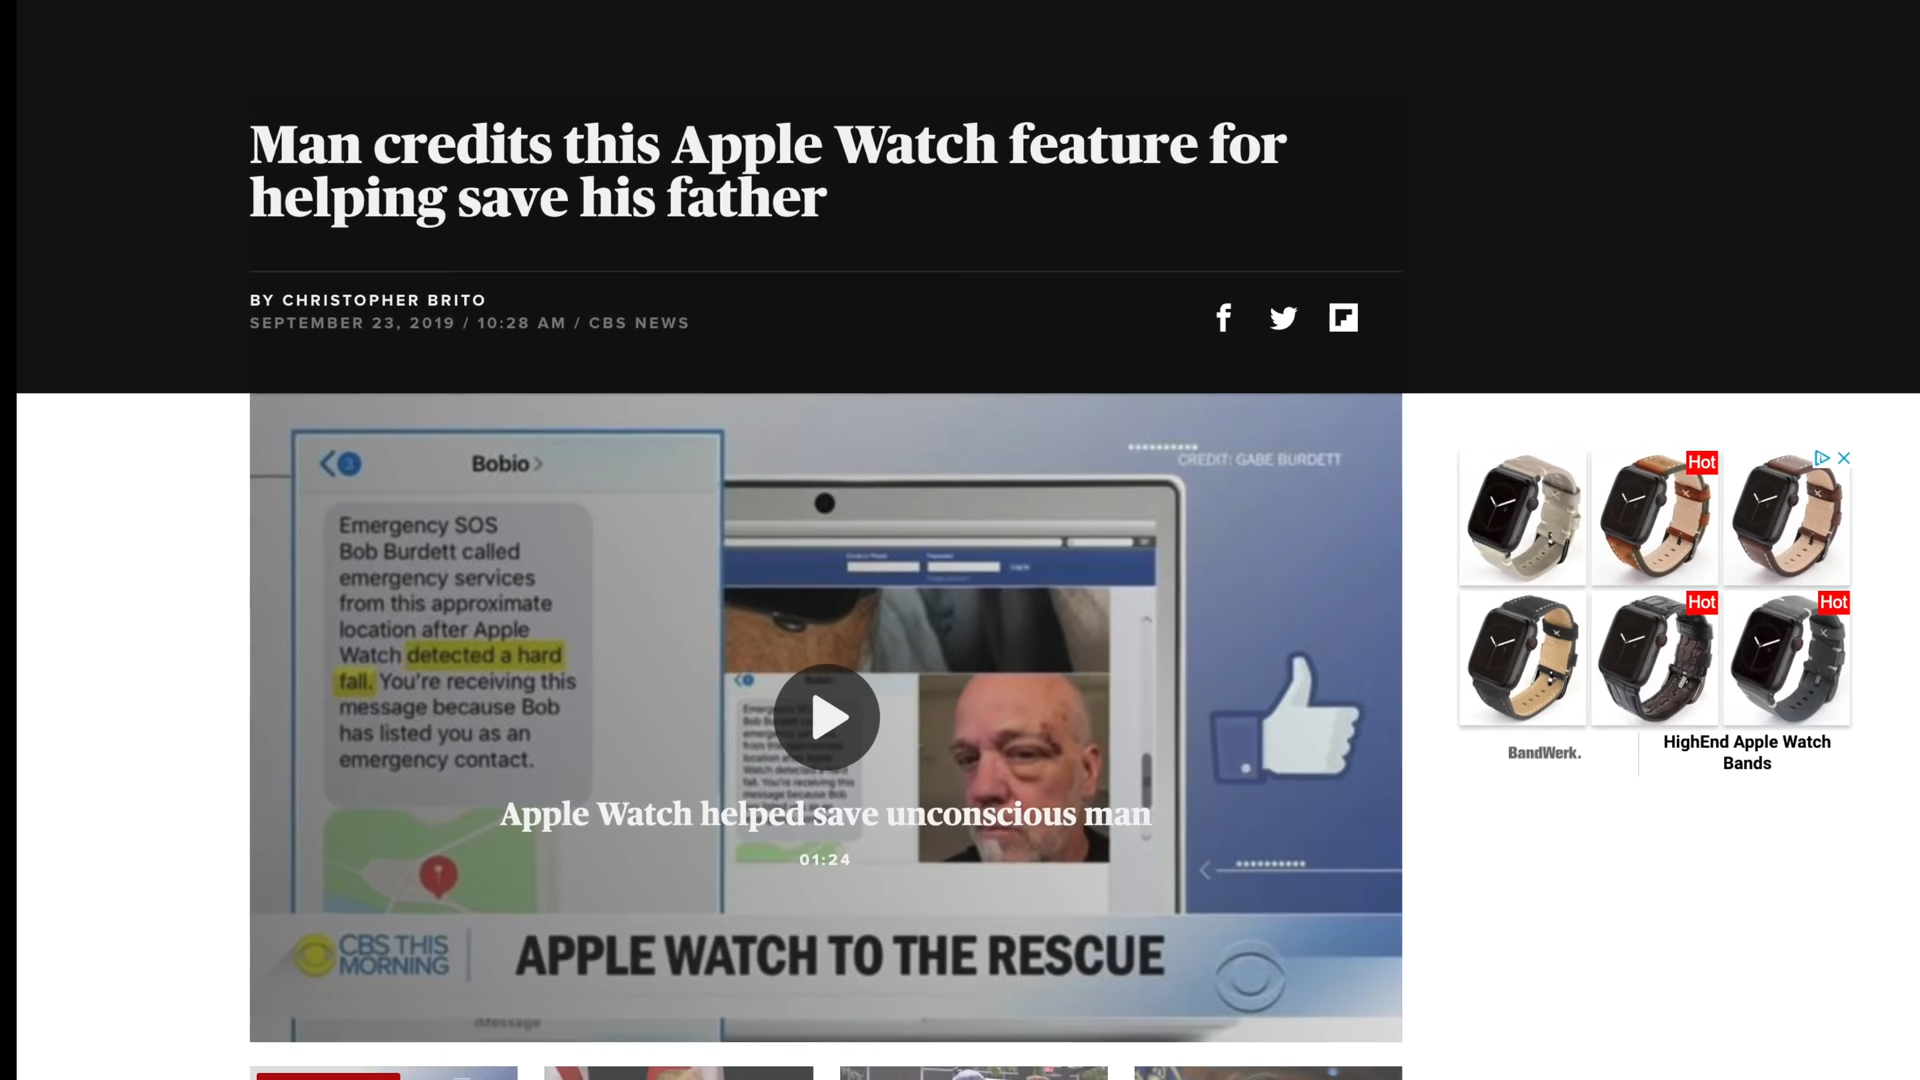 Man credits this Apple Watch feature for
helping save his father
BY CHRISTOPHER BRITO
SEPTEMBER 23, 2019 / 10:28 AM / CBS NEWS
3
Bobio
CREDIT: GABE BURDETT
Emergency SOS
Bob Burdett called
emergency services
from this approximate
location after Apple
Watch detected a hard
fall. You're receiving this
message because Bob
has listed you as an
emergency contact.
Apple Watch helped save unconscious man
01:24
CBS THIS
MORNING
APPLE WATCH TO THE RESCUE
iMessage
Hot
Hot
Hot
BandWerk.
HighEnd Apple Watch
Bands